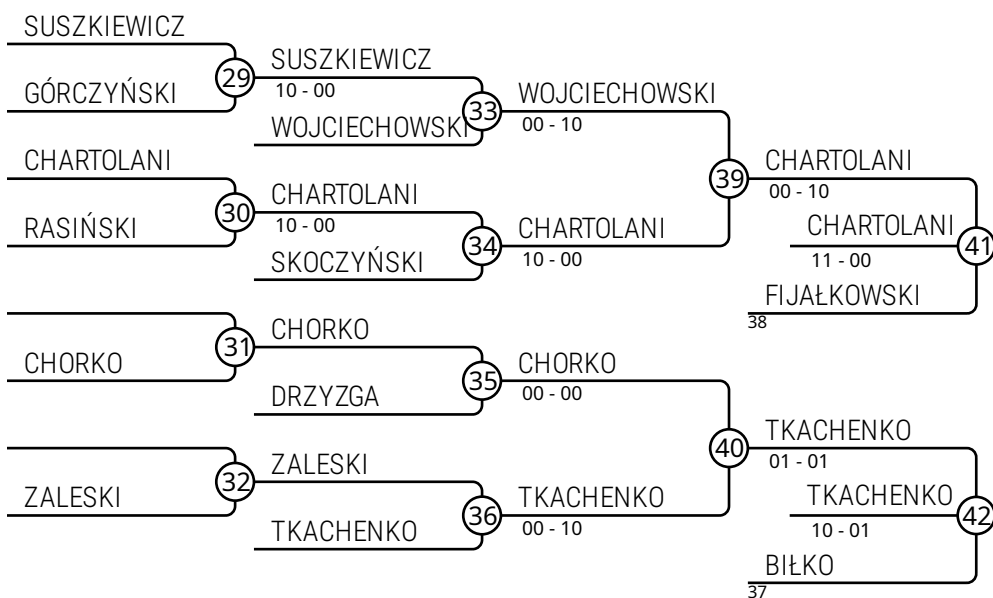 SUSZKIEWICZ
GÓRCZYŃSKI
29
SUSZKIEWICZ
10 - 00
WOJCIECHOWSKI
33
WOJCIECHOWSKI
00 - 10
CHARTOLANI
RASIŃSKI
30
CHARTOLANI
10 - 00
SKOCZYŃSKI
34
CHARTOLANI
10 - 00
39
CHARTOLANI
00 - 10
CHARTOLANI
11 - 00
41
FIJAŁKOWSKI
38
CHORKO
31
CHORKO
DRZYZGA
35
CHORKO
00 - 00
ZALESKI
32
ZALESKI
TKACHENKO
36
TKACHENKO
00 - 10
40
TKACHENKO
01 - 01
TKACHENKO
10 - 01
42
BIŁKO
37